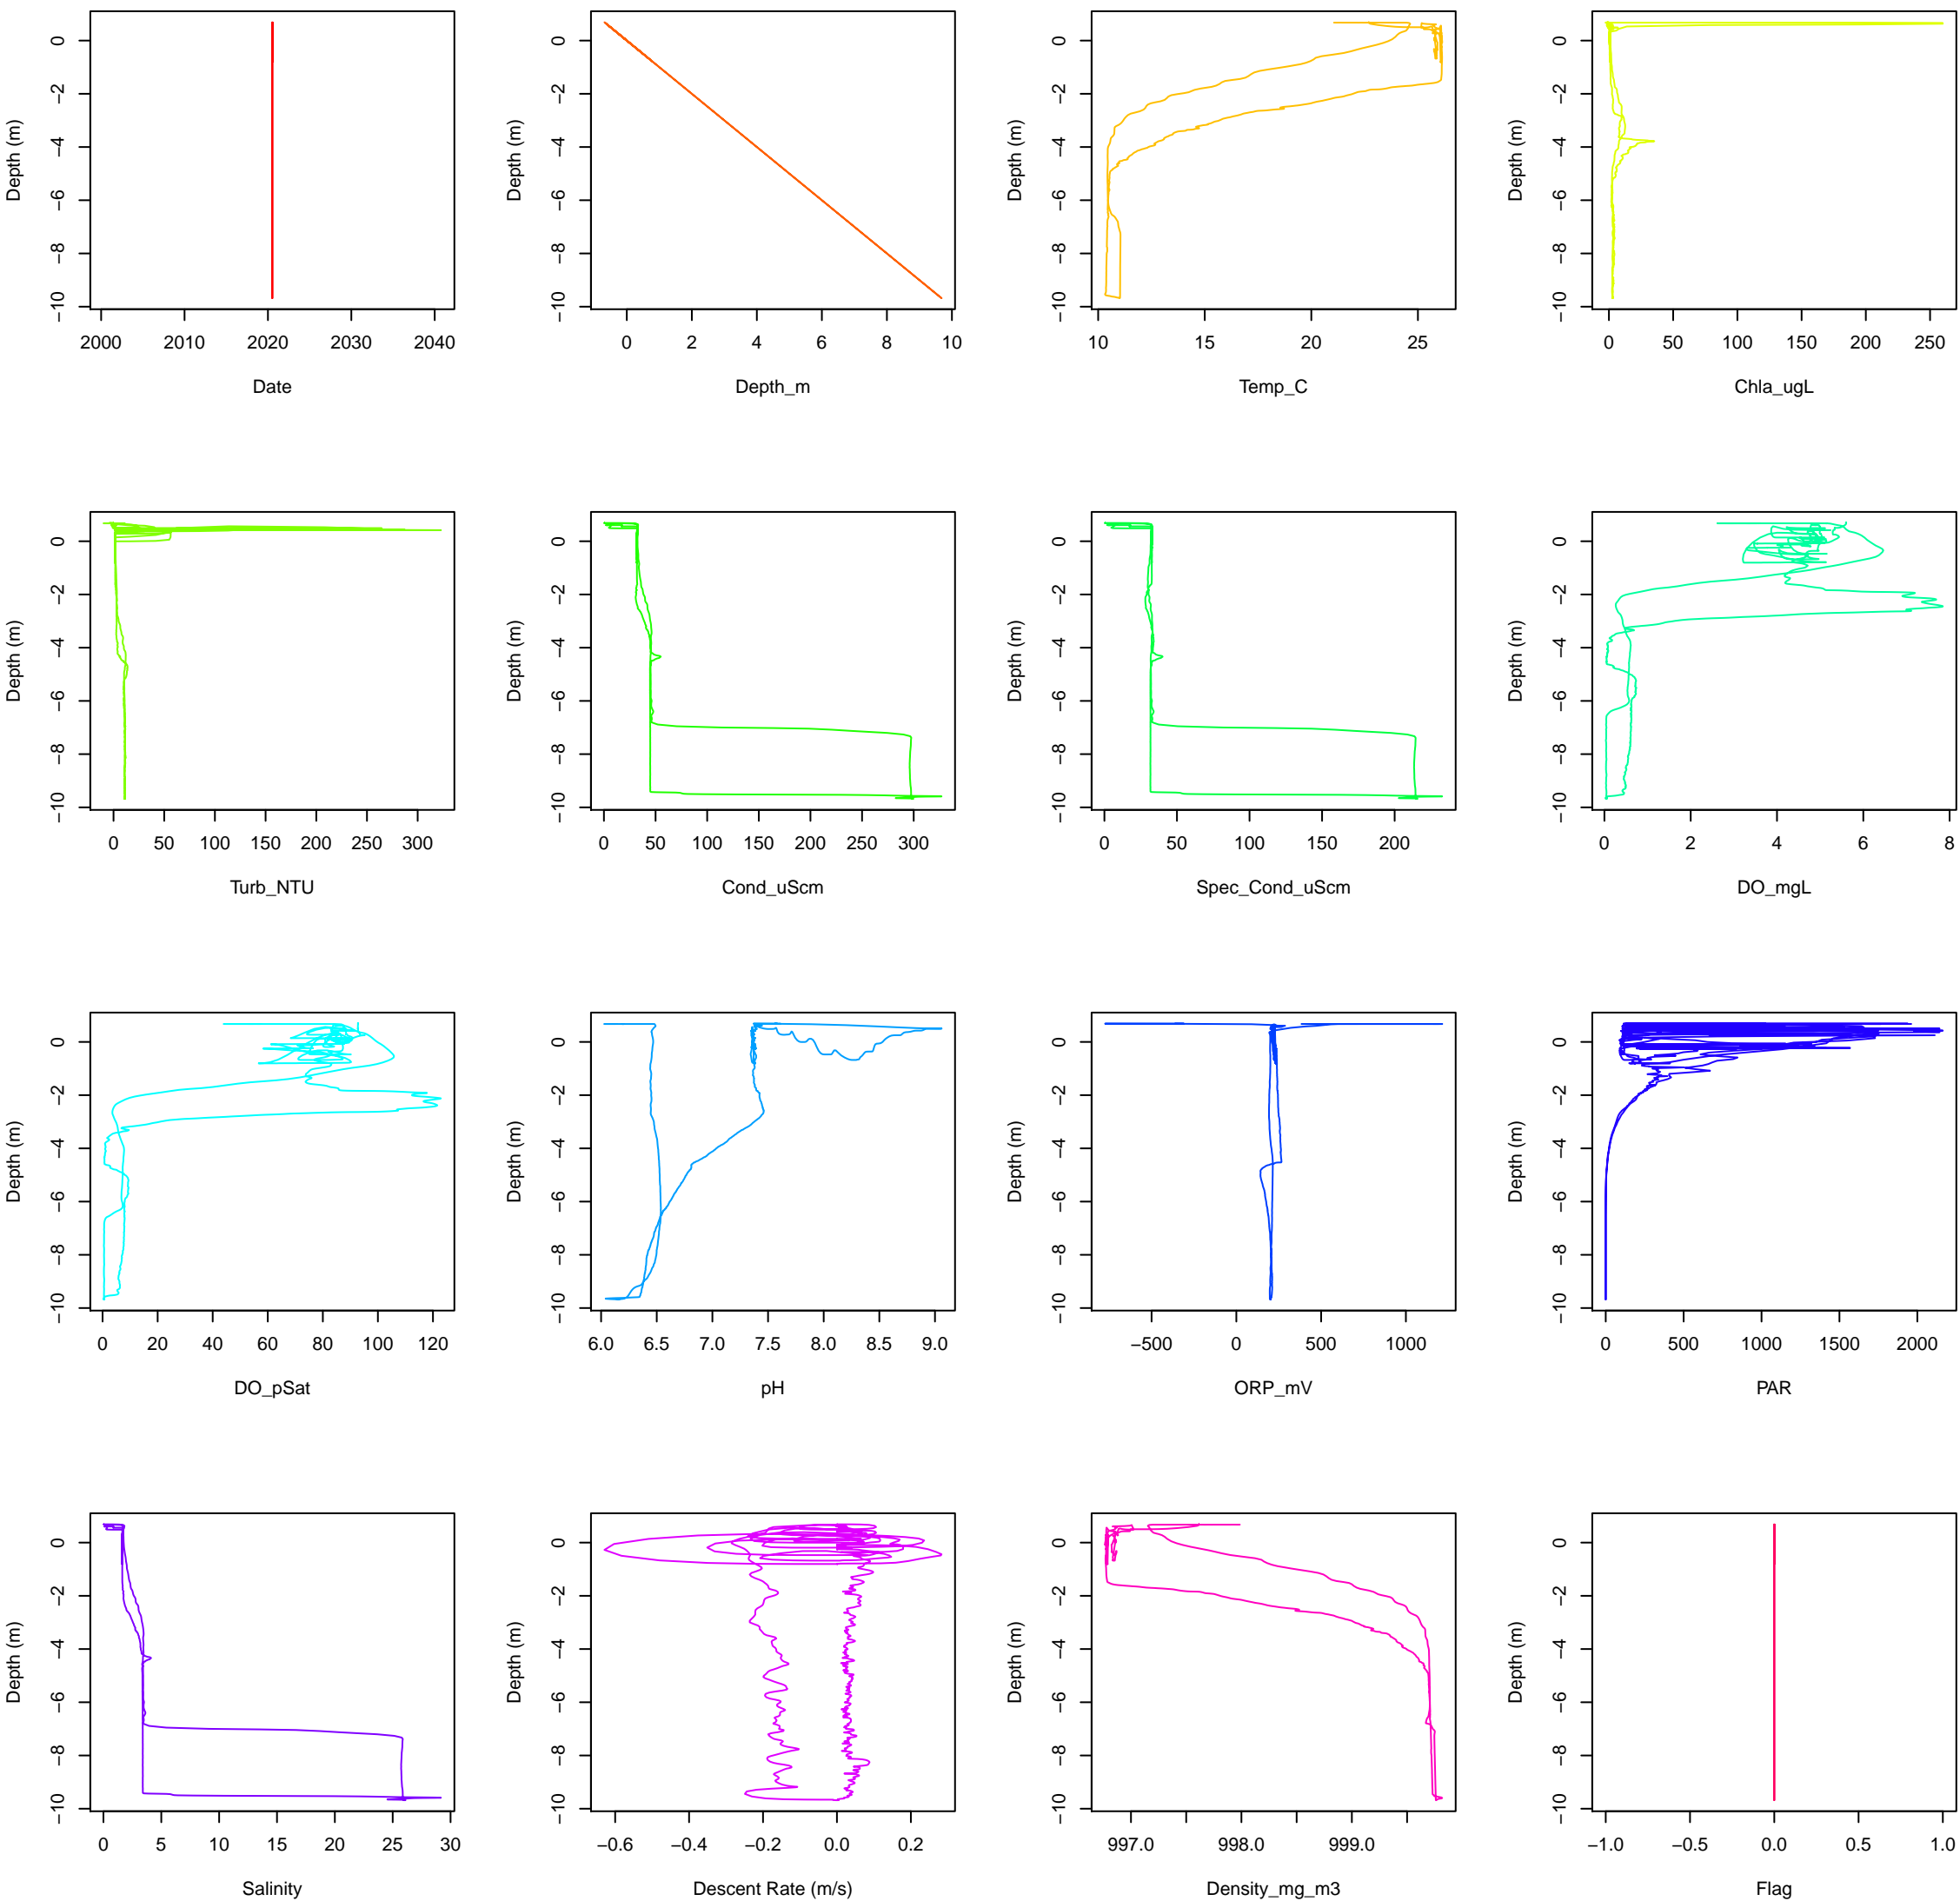 Depth (m) Depth (m) Depth (m) Depth (m)
0 0 0 0
−2 −2 −2 −2
−4 −4 −4 −4
−6 −6 −6 −6
−8 −8 −8 −8
−10 −10 −10 −10
2000 2010 2020 2030 2040 0 2 4 6 8 10 10 15 20 25 0 50 100 150 200 250
Date Depth_m Temp_C Chla_ugL
Depth (m) Depth (m) Depth (m) Depth (m)
0 0 0 0
−2 −2 −2 −2
−4 −4 −4 −4
−6 −6 −6 −6
−8 −8 −8 −8
−10 −10 −10 −10
0 50 100 150 200 250 300 0 50 100 150 200 250 300 0 50 100 150 200 0 2 4 6 8
Turb_NTU Cond_uScm Spec_Cond_uScm DO_mgL
Depth (m) Depth (m) Depth (m) Depth (m)
0 0 0 0
−2 −2 −2 −2
−4 −4 −4 −4
−6 −6 −6 −6
−8 −8 −8 −8
−10 −10 −10 −10
0 20 40 60 80 100 120 6.0 6.5 7.0 7.5 8.0 8.5 9.0 −500 0 500 1000 0 500 1000 1500 2000
DO_pSat pH ORP_mV PAR
Depth (m) Depth (m) Depth (m) Depth (m)
0 0 0 0
−2 −2 −2 −2
−4 −4 −4 −4
−6 −6 −6 −6
−8 −8 −8 −8
−10 −10 −10 −10
0 5 10 15 20 25 30 −0.6 −0.4 −0.2 0.0 0.2 997.0 998.0 999.0 −1.0 −0.5 0.0 0.5 1.0
Salinity Descent Rate (m/s) Density_mg_m3 Flag